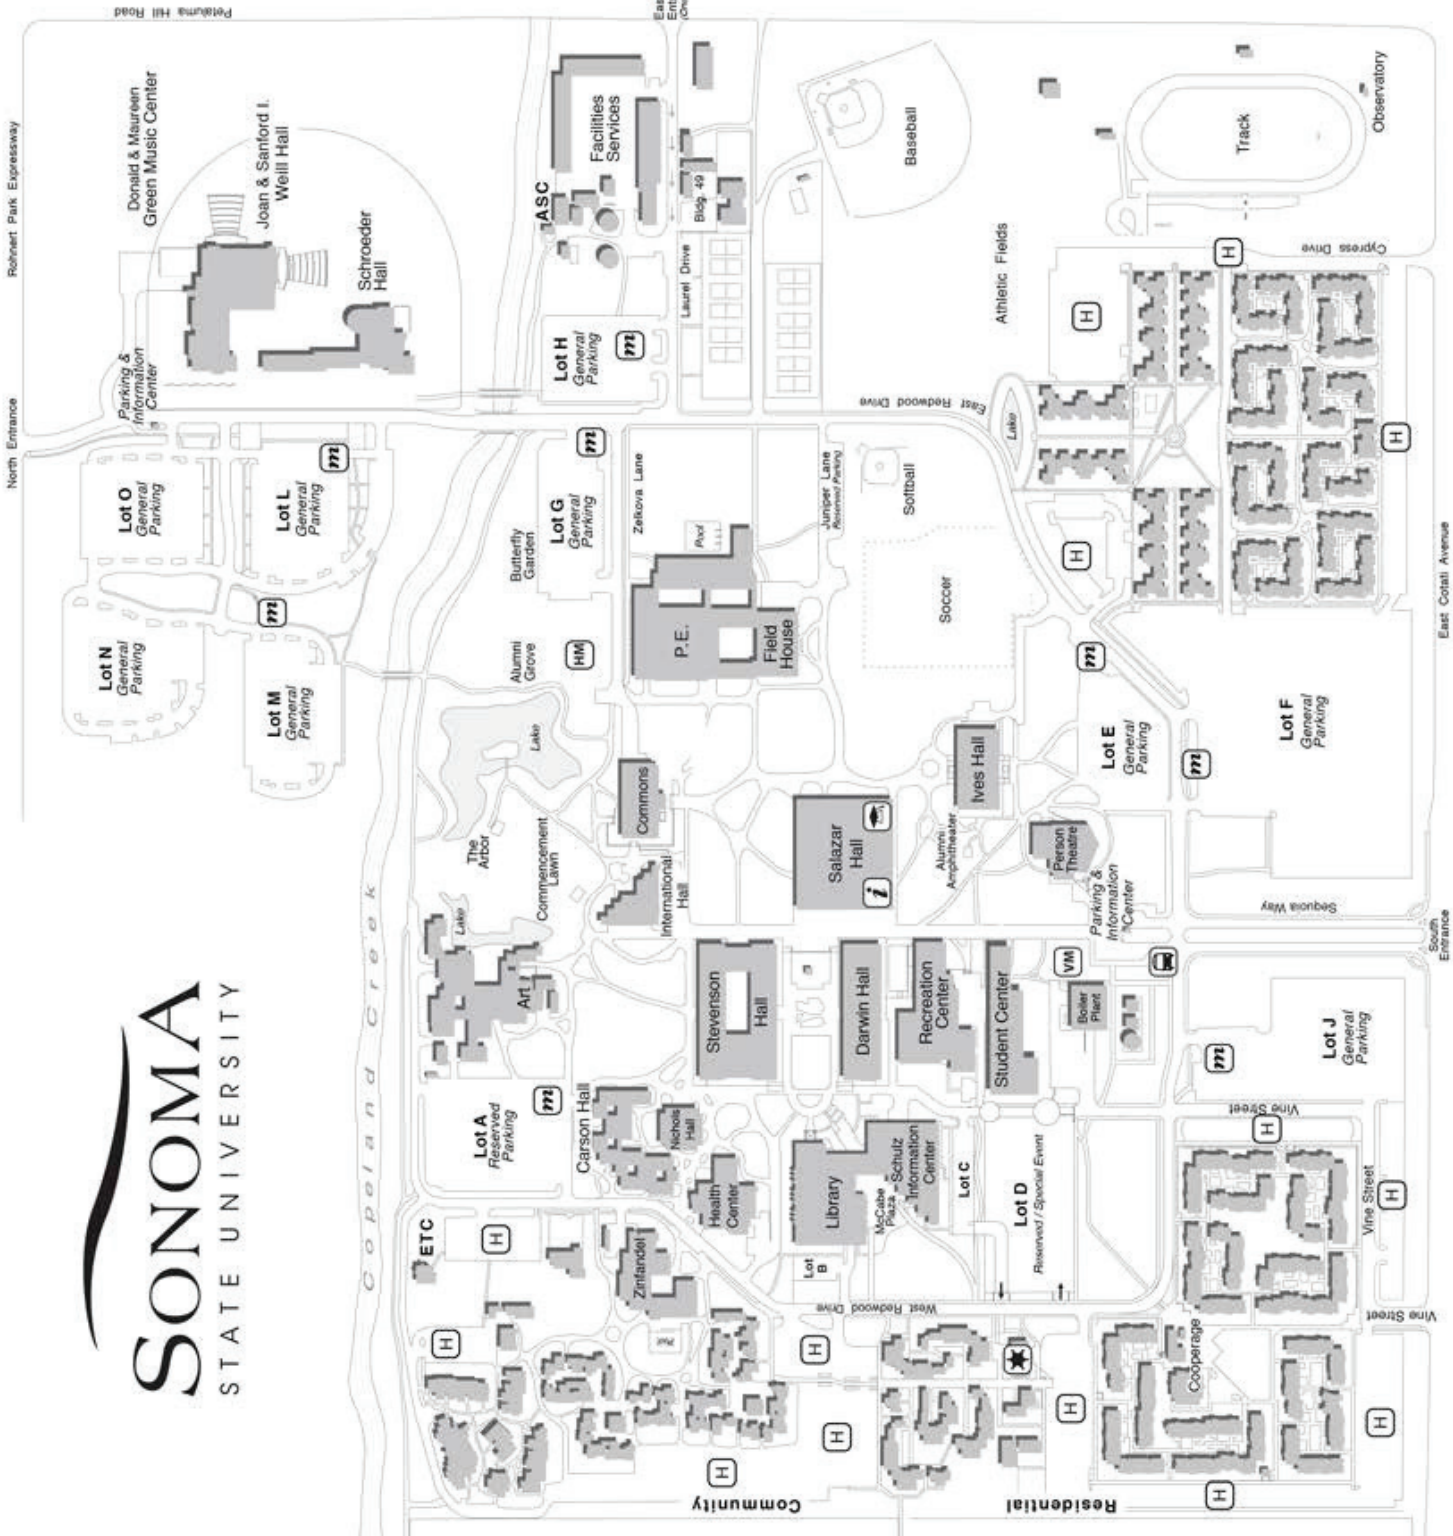 SONOMA
STATE UNIVERSITY
Copeland Creek
North Entrance
Rohnert Park Expressway
Petaluma Hill Road
Donald & Maureen
Green Music Center
Joan & Sanford I.
Weill Hall
Schroeder
Hall
Parking &
Information
Center
Lot O
General
Parking
Lot L
General
Parking
m
m
Lot N
General
Parking
Lot M
General
Parking
ASC
Facilities
Services
Bldg. 49
Laurel Drive
Lot H
General
Parking
m
m
Lot G
General
Parking
Butterfly
Garden
Zelkova Lane
Pool
Alumni
Grove
HM
P.E.
Field
House
Juniper Lane
Reserved Parking
East Redwood Drive
Baseball
Softball
Soccer
Athletic Fields
Track
Observatory
Cypress Drive
H
H
H
H
Lake
East Cotati Avenue
m
Lot E
General
Parking
m
Lot F
General
Parking
Lake
The
Arbor
Commencement
Lawn
Commons
International
Hall
Salazar
Hall
i
Ives Hall
Alumni
Amphitheater
Person
Theatre
Parking &
Information
Center
Sequoia Way
South
Entrance
Lake
Art
Stevenson
Hall
Darwin Hall
Recreation
Center
Student Center
VM
Boiler
Plant
m
Lot J
General
Parking
Lot A
Reserved
Parking
m
Carson Hall
Nichols
Hall
Health
Center
Library
Schulz
Information
Center
McCabe
Plaza
Lot C
Lot D
Reserved / Special Event
Lot
B
West Redwood Drive
Vine Street
H
Vine Street
H
Vine Street
ETC
H
H
Zinfandel
Pool
H
H
H
H
Cooperage
H
H
Residential
Community